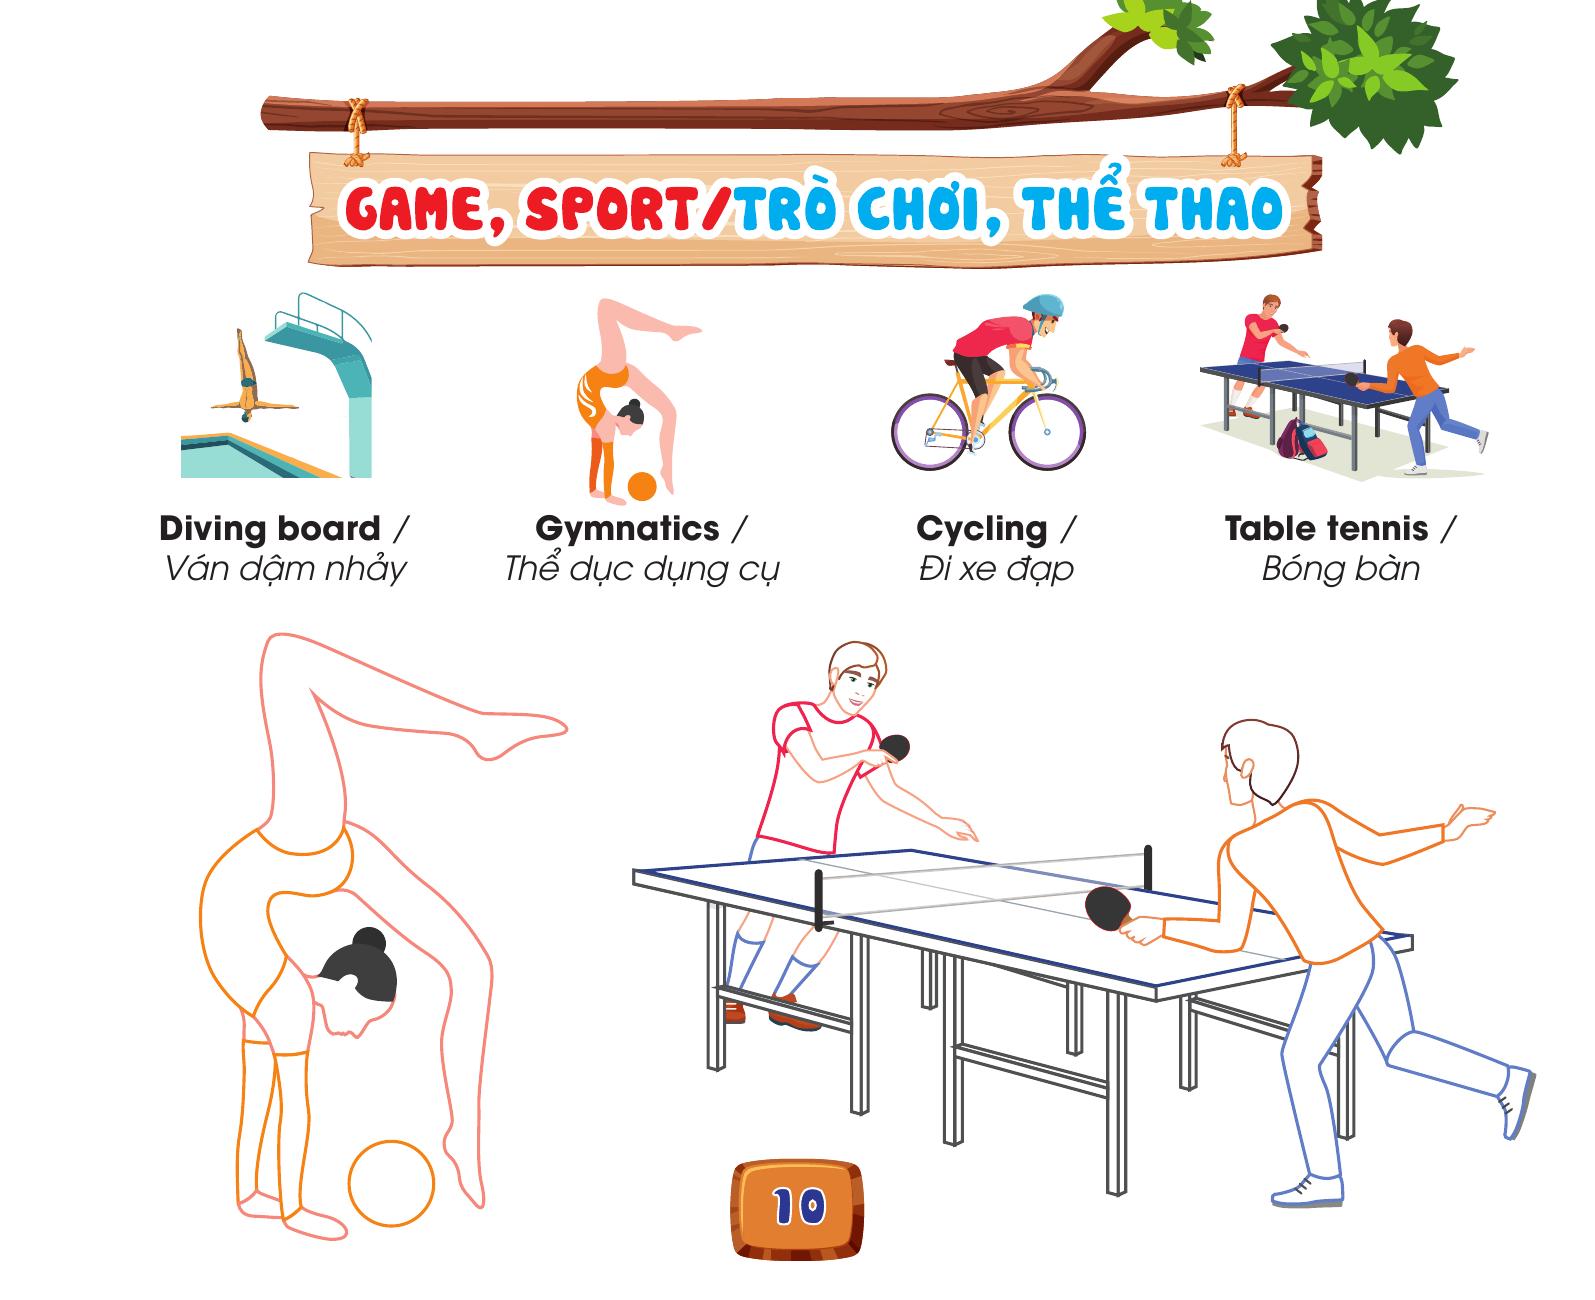 GAME, SPORT/TRÒ CHƠI, THỂ THAO
Diving board /
Ván dậm nhảy
Gymnatics /
Thể dục dụng cụ
Cycling /
Đi xe đạp
Table tennis /
Bóng bàn
10